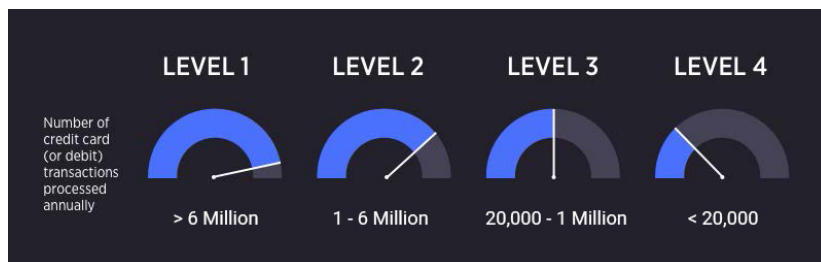 LEVEL 1
LEVEL 2
LEVEL 3
LEVEL 4
Number of
credit card
(or debit)
transactions
processed
annually
> 6 Million
1 - 6 Million
20,000 - 1 Million
< 20,000